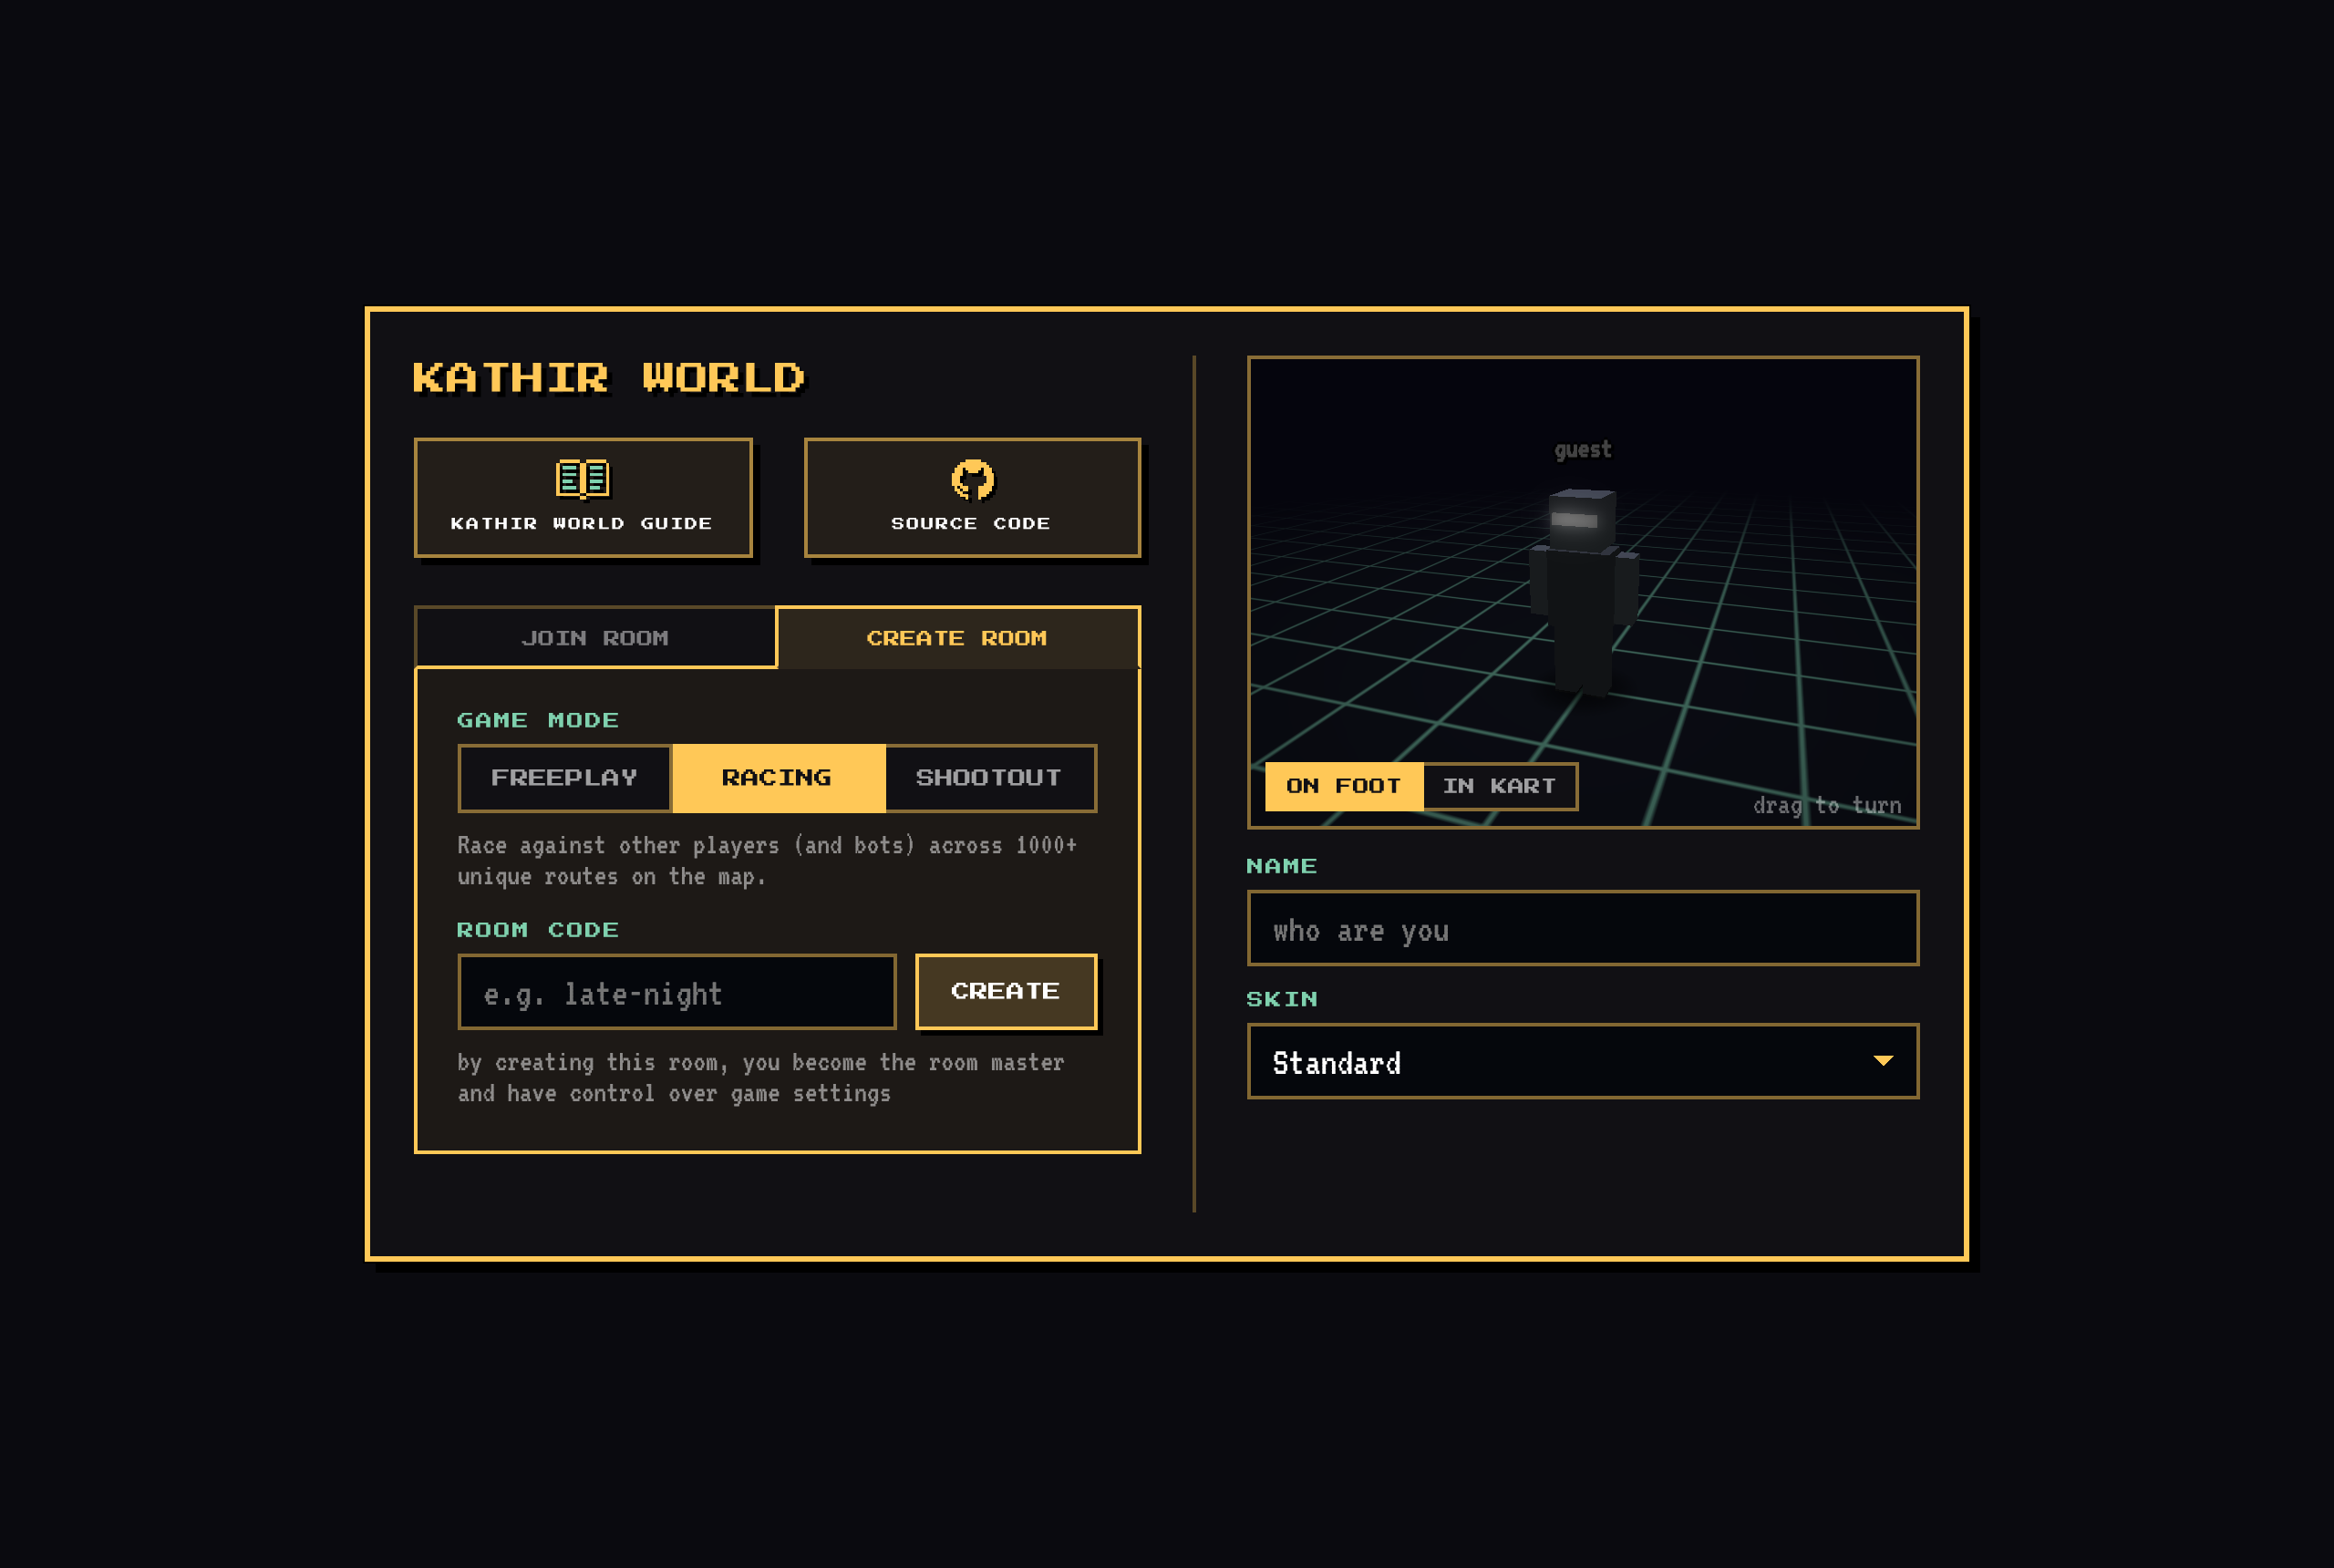 KATHIR WORLD
KATHIR WORLD GUIDE
SOURCE CODE
JOIN ROOM
CREATE ROOM
GAME MODE
FREEPLAY
RACING
SHOOTOUT
Race against other players (and bots) across 1000+
unique routes on the map.
ROOM CODE
e.g. late-night
CREATE
by creating this room, you become the room master
and have control over game settings
guest
ON FOOT
IN KART
drag to turn
NAME
who are you
SKIN
Standard